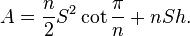 A = \frac{n}{2} S^2 \cot \frac{\pi}{n} + nSh.